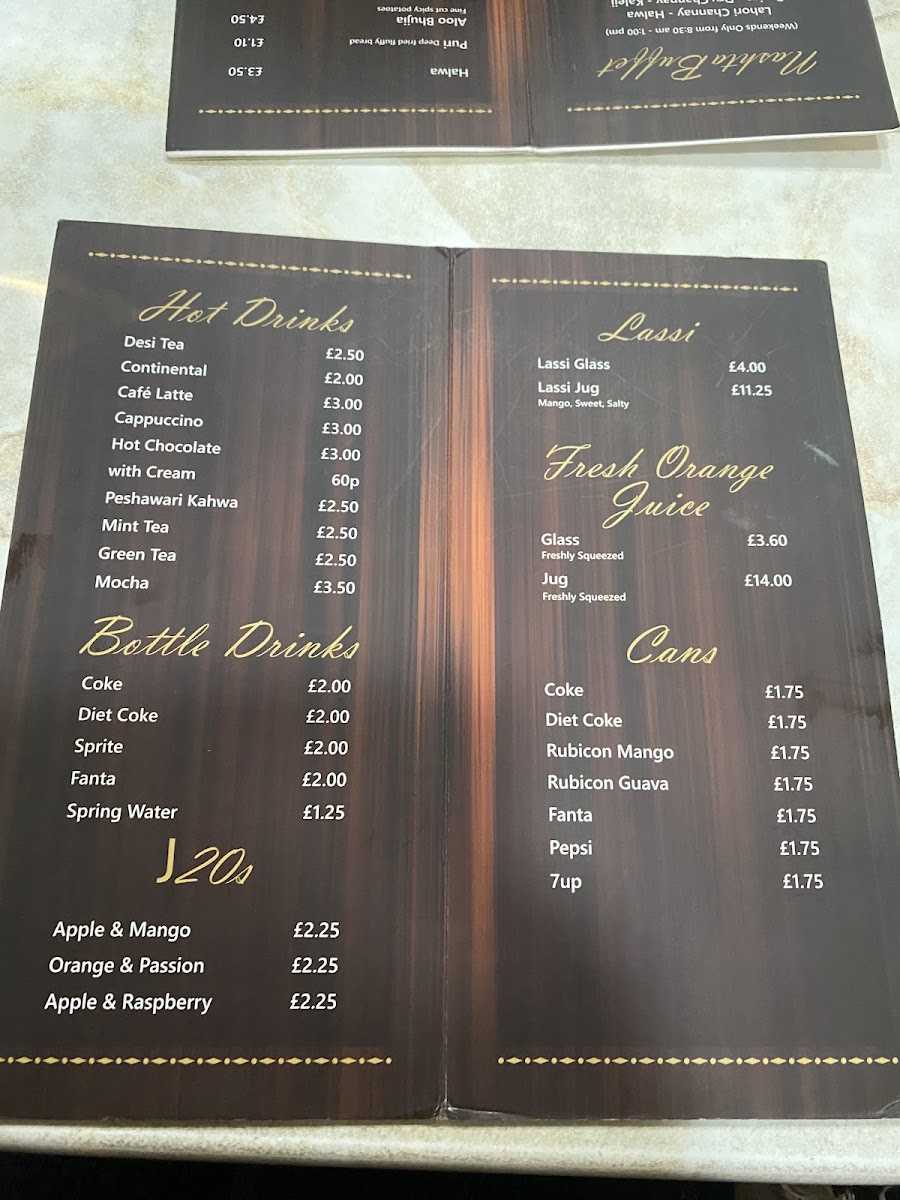 Nashta Buffet
(Weekends Only from 8:30 am - 1:00 pm)
Lahori Channay - Halwa
Channay - Kaleji
Halwa £3.50
Puri Deep fried fluffy bread £1.10
Aloo Bhujia £4.50
Fine cut spicy potatoes
Hot Drinks
Desi Tea £2.50
Continental £2.00
Café Latte £3.00
Cappuccino £3.00
Hot Chocolate £3.00
with Cream 60p
Peshawari Kahwa £2.50
Mint Tea £2.50
Green Tea £2.50
Mocha £3.50
Bottle Drinks
Coke £2.00
Diet Coke £2.00
Sprite £2.00
Fanta £2.00
Spring Water £1.25
J20s
Apple & Mango £2.25
Orange & Passion £2.25
Apple & Raspberry £2.25
Lassi
Lassi Glass £4.00
Lassi Jug £11.25
Mango, Sweet, Salty
Fresh Orange
Juice
Glass £3.60
Freshly Squeezed
Jug £14.00
Freshly Squeezed
Cans
Coke £1.75
Diet Coke £1.75
Rubicon Mango £1.75
Rubicon Guava £1.75
Fanta £1.75
Pepsi £1.75
7up £1.75